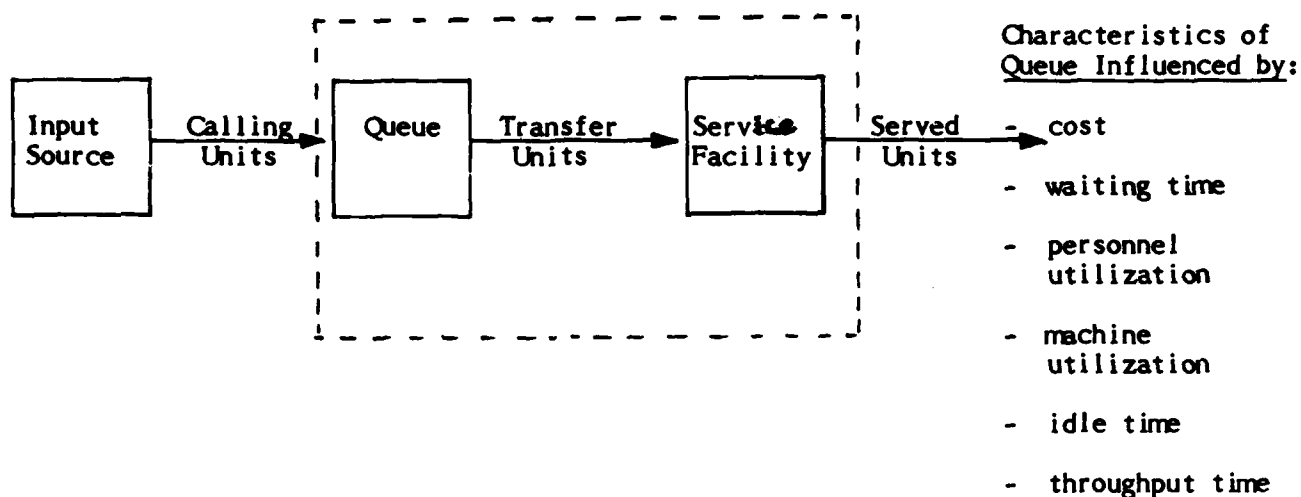 Input
Source
Calling
Units
Queue
Transfer
Units
Service
Facility
Served
Units
Characteristics of
Queue Influenced by:
- cost
- waiting time
- personnel
utilization
- machine
utilization
- idle time
- throughput time